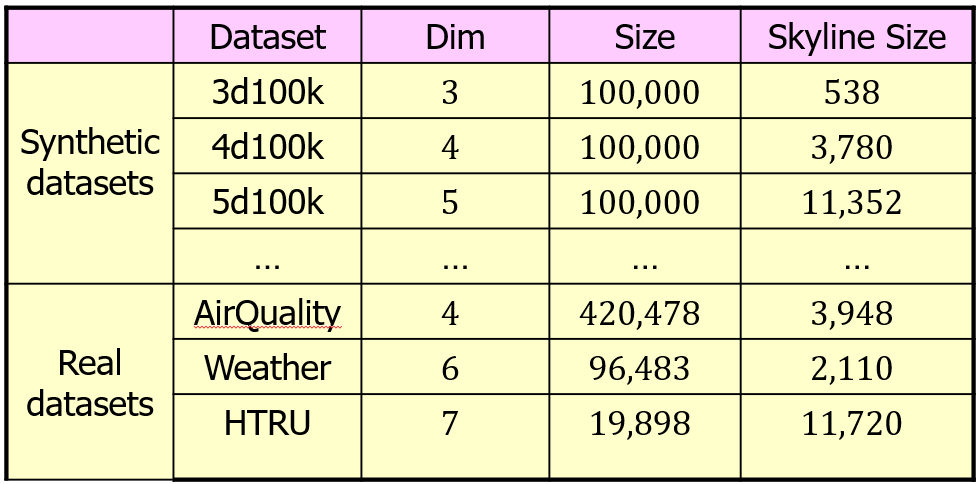 Dataset Dim Size Skyline Size
Synthetic datasets
3d100k 3 100,000 538
4d100k 4 100,000 3,780
5d100k 5 100,000 11,352
... ... ... ...
Real datasets
AirQuality 4 420,478 3,948
Weather 6 96,483 2,110
HTRU 7 19,898 11,720